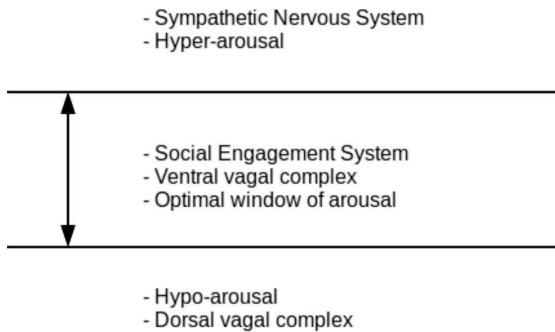 - Sympathetic Nervous System
- Hyper-arousal
- Social Engagement System
- Ventral vagal complex
- Optimal window of arousal
- Hypo-arousal
- Dorsal vagal complex